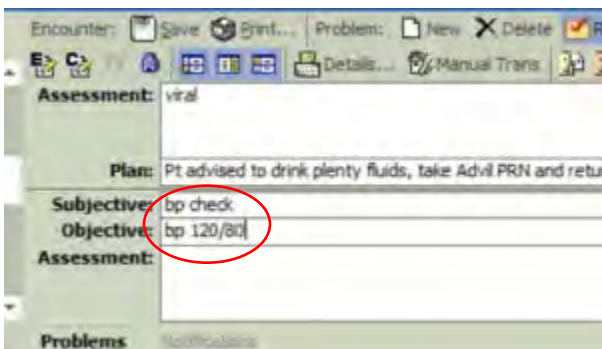 Encounter: Save Print... Problem: New Delete R
Details... Manual Trans
Assessment: viral
Plan: Pt advised to drink plenty fluids, take Advil PRN and retu
Subjective: bp check
Objective: bp 120/80
Assessment:
Problems